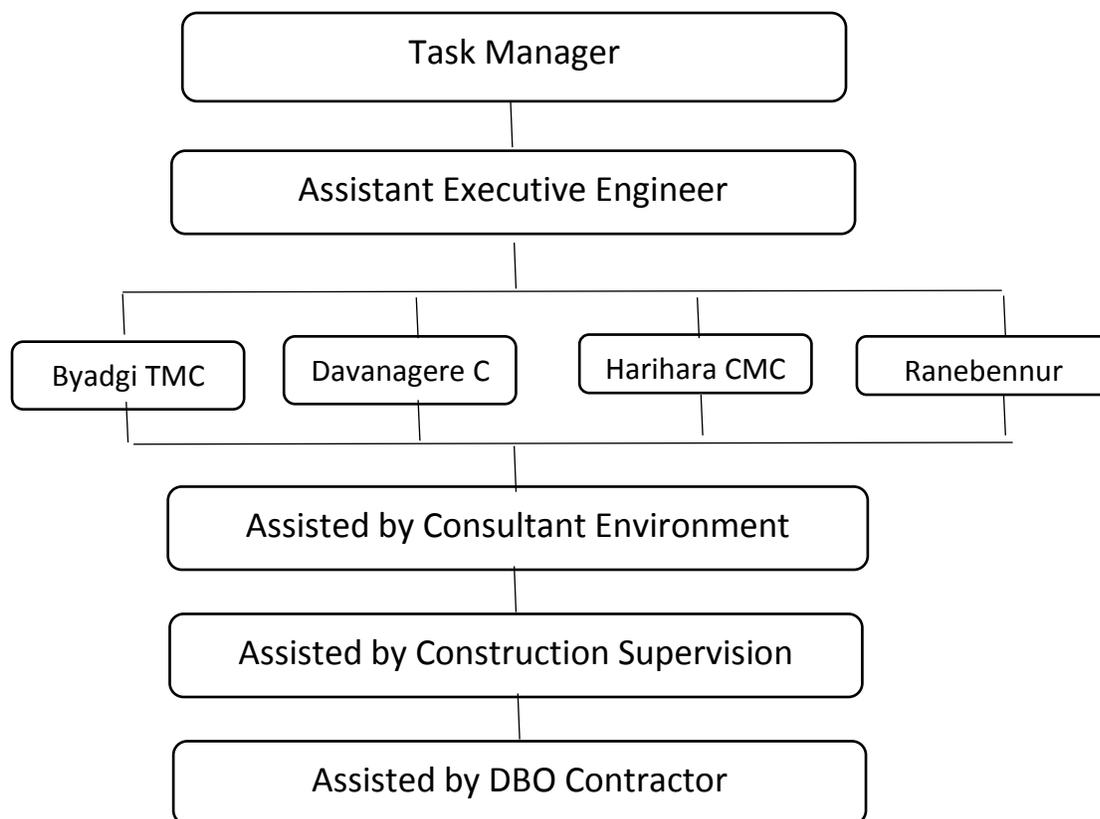 Task Manager
Assistant Executive Engineer
Byadgi TMC
Davanagere C
Harihara CMC
Ranebennur
Assisted by Consultant Environment
Assisted by Construction Supervision
Assisted by DBO Contractor